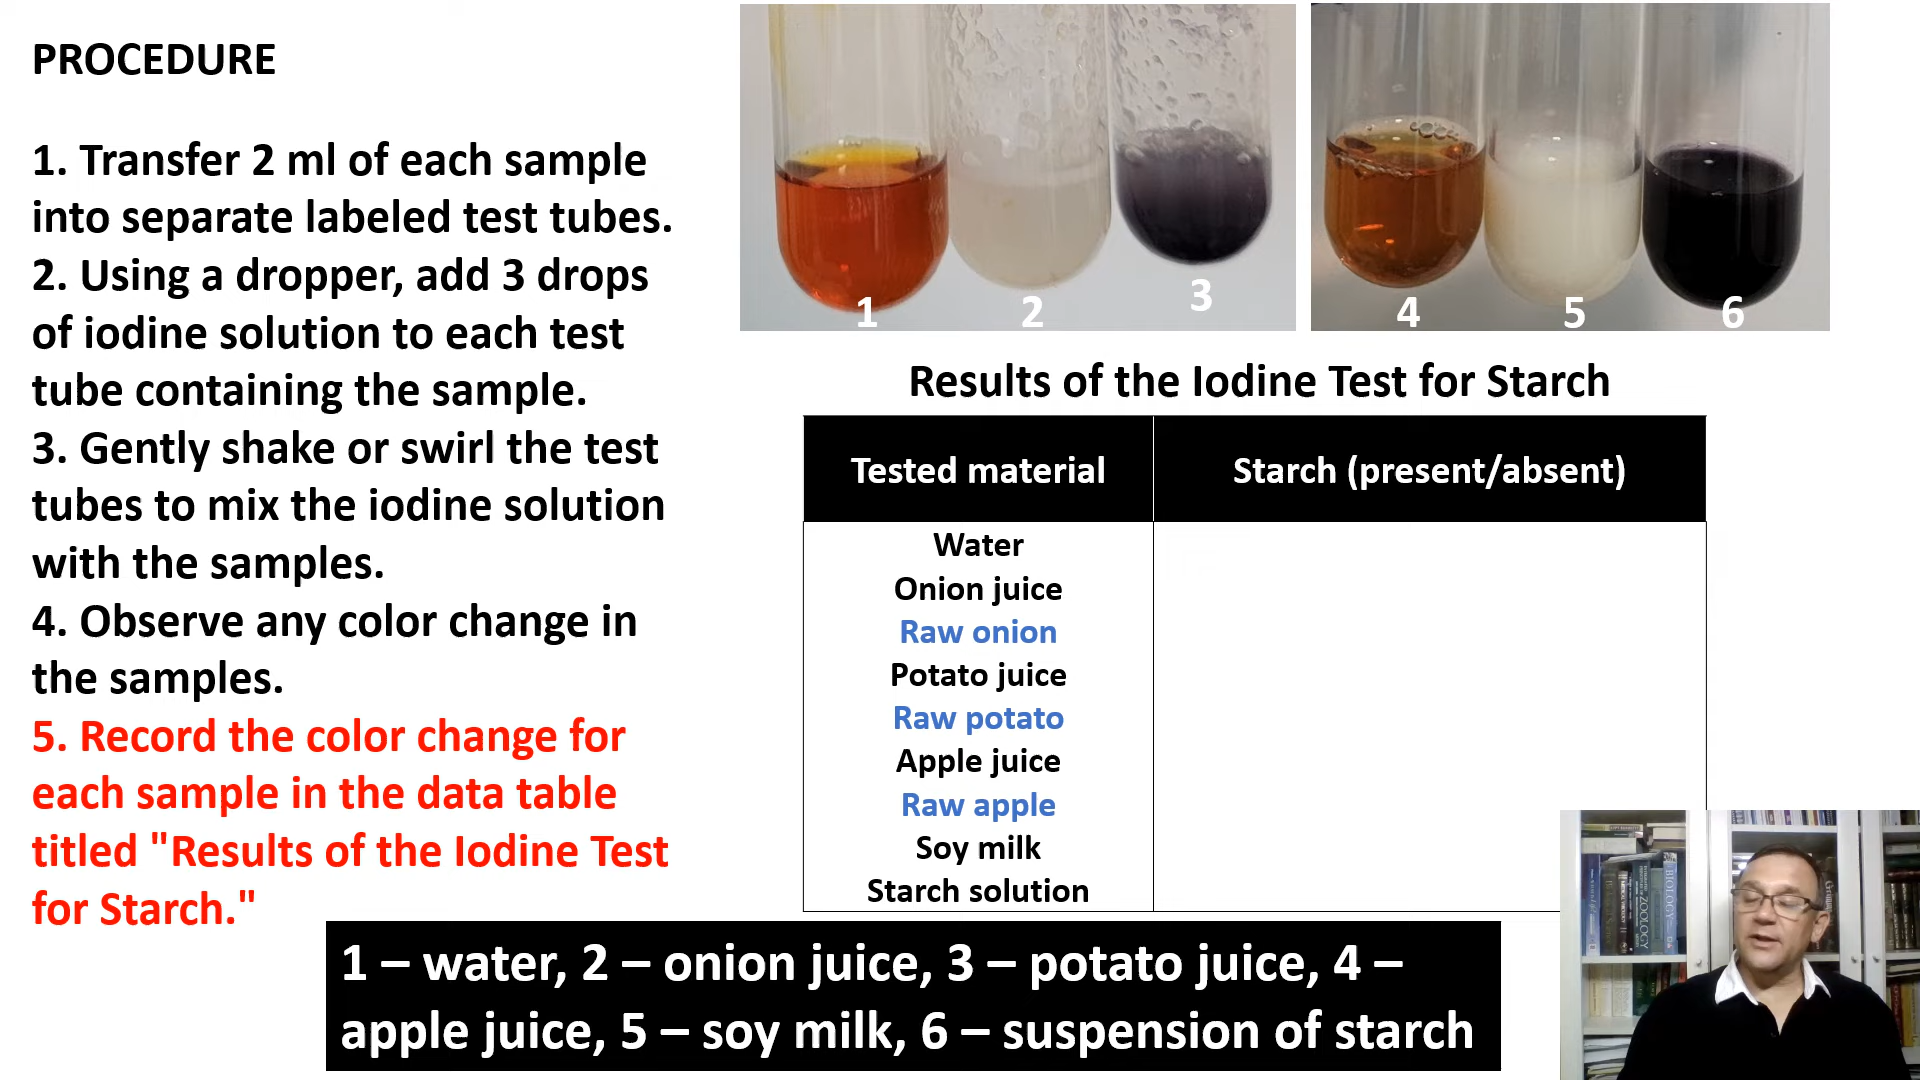 PROCEDURE
1. Transfer 2 ml of each sample
into separate labeled test tubes.
2. Using a dropper, add 3 drops
of iodine solution to each test
tube containing the sample.
3. Gently shake or swirl the test
tubes to mix the iodine solution
with the samples.
4. Observe any color change in
the samples.
5. Record the color change for
each sample in the data table
titled "Results of the Iodine Test
for Starch."
1 2 3
4 5 6
Results of the Iodine Test for Starch
Tested material Starch (present/absent)
Water
Onion juice
Raw onion
Potato juice
Raw potato
Apple juice
Raw apple
Soy milk
Starch solution
1 – water, 2 – onion juice, 3 – potato juice, 4 –
apple juice, 5 – soy milk, 6 – suspension of starch
BIOLOGY
ZOOLOGY